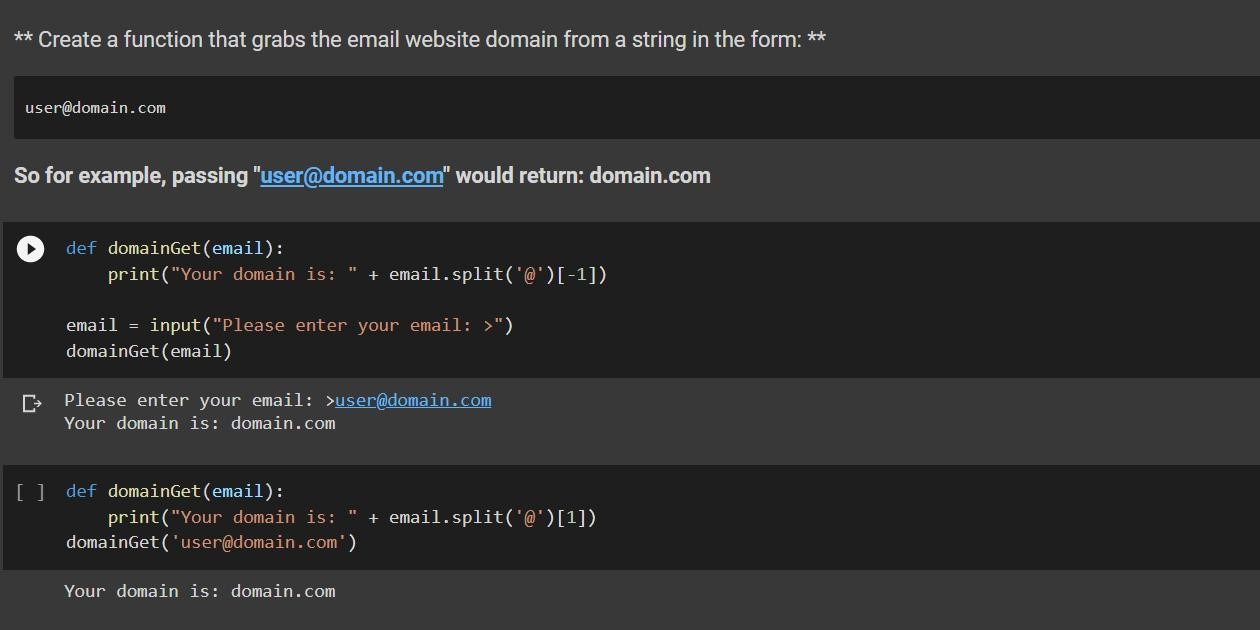 ** Create a function that grabs the email website domain from a string in the form: **
user@domain.com
So for example, passing "user@domain.com" would return: domain.com
def domainGet(email):
    print("Your domain is: " + email.split('@')[-1])
email = input("Please enter your email: >")
domainGet(email)
Please enter your email: >user@domain.com
Your domain is: domain.com
[ ] def domainGet(email):
    print("Your domain is: " + email.split('@')[1])
domainGet('user@domain.com')
Your domain is: domain.com